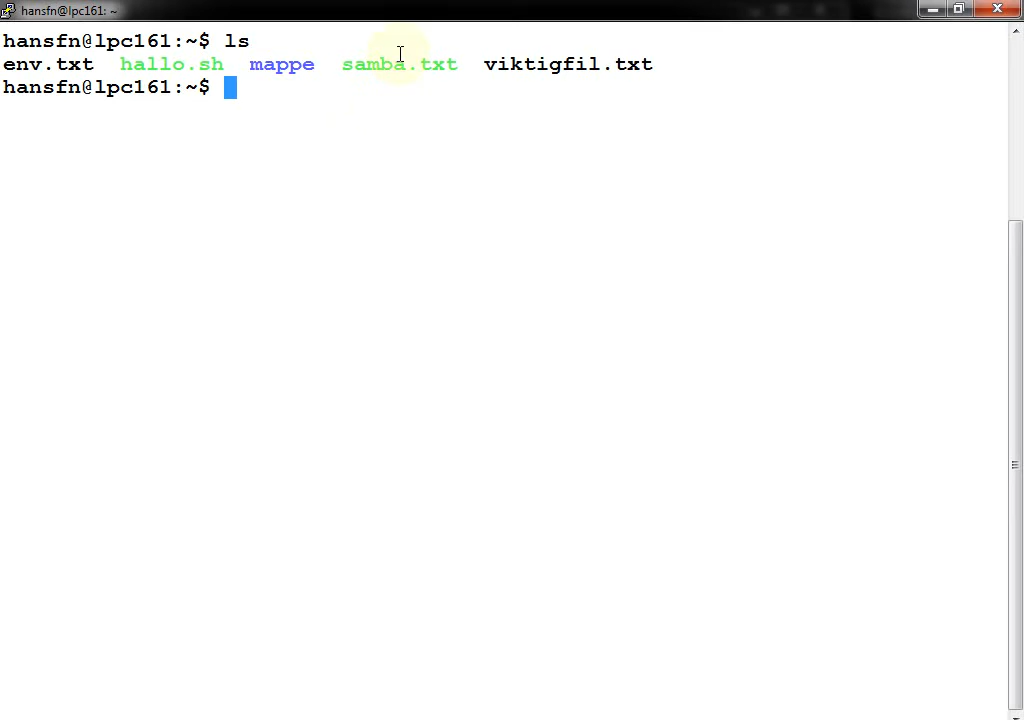 hansfn@lpc161: ~
hansfn@lpc161:~$ ls
env.txt  hallo.sh  mappe  samba.txt  viktigfil.txt
hansfn@lpc161:~$